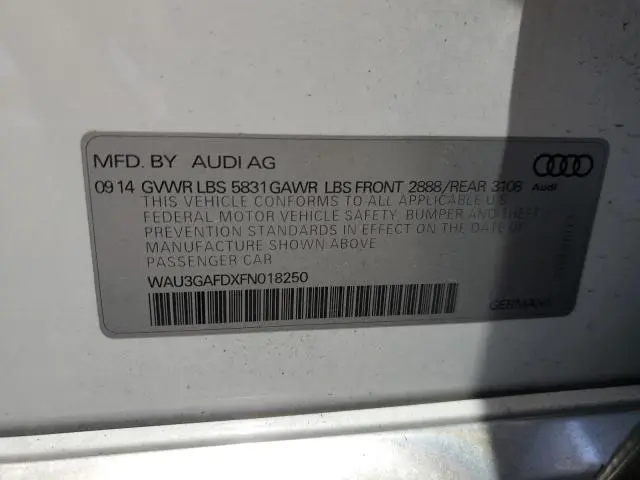 MFD. BY AUDI AG
09 14 GVWR LBS 5831 GAWR LBS FRONT 2888/REAR 3108
Audi
THIS VEHICLE CONFORMS TO ALL APPLICABLE U.S.
FEDERAL MOTOR VEHICLE SAFETY, BUMPER AND THEFT
PREVENTION STANDARDS IN EFFECT ON THE DATE OF
MANUFACTURE SHOWN ABOVE
PASSENGER CAR
WAU3GAFDXFN018250
GERMANY